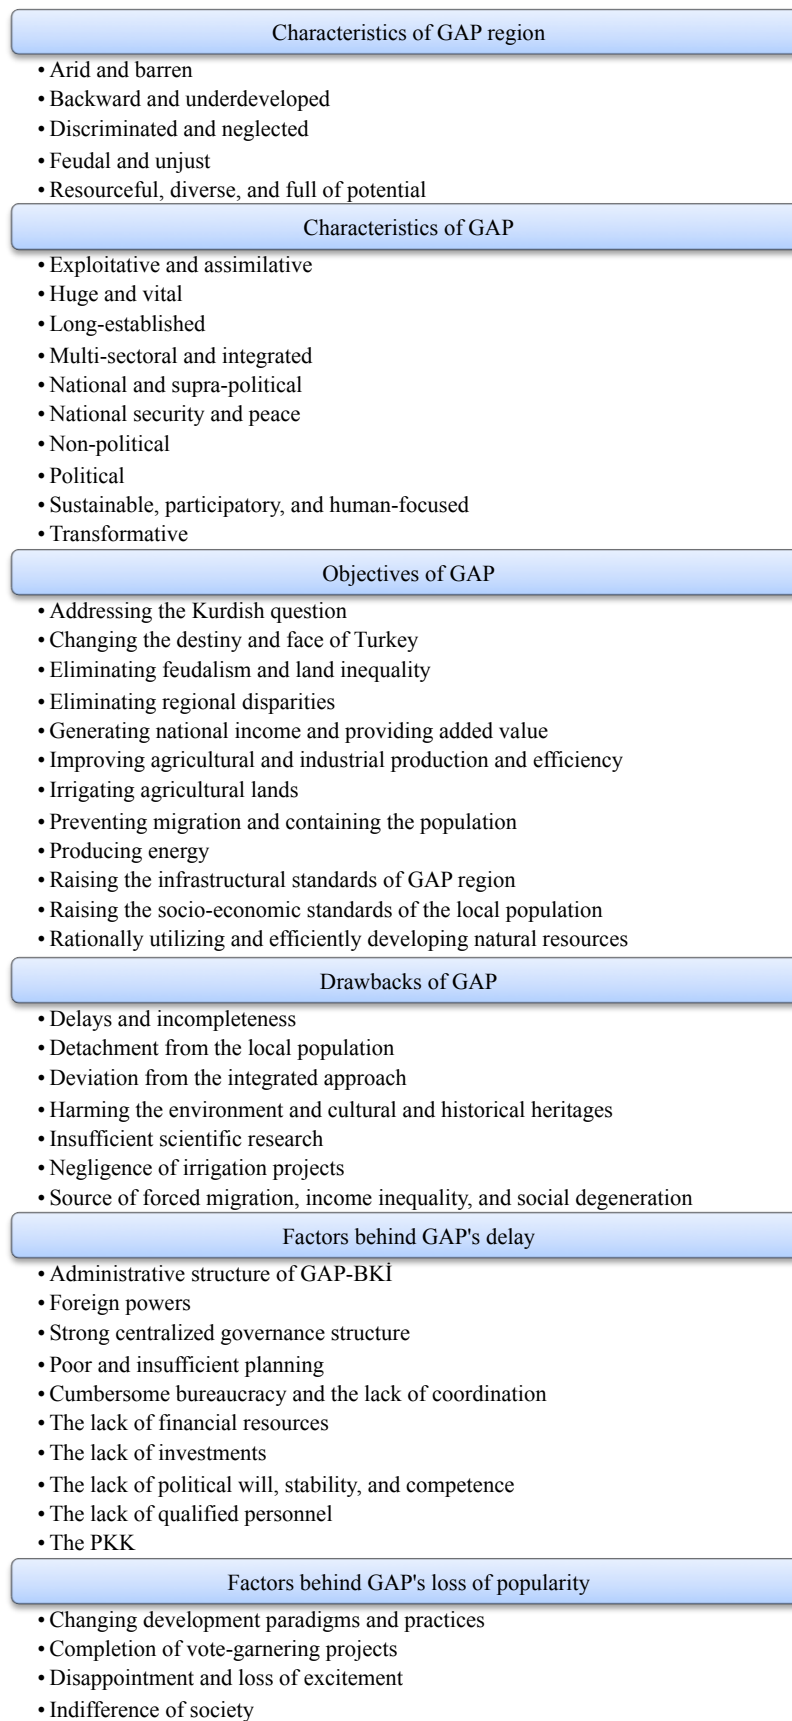 Characteristics of GAP region
• Arid and barren
• Backward and underdeveloped
• Discriminated and neglected
• Feudal and unjust
• Resourceful, diverse, and full of potential
Characteristics of GAP
• Exploitative and assimilative
• Huge and vital
• Long-established
• Multi-sectoral and integrated
• National and supra-political
• National security and peace
• Non-political
• Political
• Sustainable, participatory, and human-focused
• Transformative
Objectives of GAP
• Addressing the Kurdish question
• Changing the destiny and face of Turkey
• Eliminating feudalism and land inequality
• Eliminating regional disparities
• Generating national income and providing added value
• Improving agricultural and industrial production and efficiency
• Irrigating agricultural lands
• Preventing migration and containing the population
• Producing energy
• Raising the infrastructural standards of GAP region
• Raising the socio-economic standards of the local population
• Rationally utilizing and efficiently developing natural resources
Drawbacks of GAP
• Delays and incompleteness
• Detachment from the local population
• Deviation from the integrated approach
• Harming the environment and cultural and historical heritages
• Insufficient scientific research
• Negligence of irrigation projects
• Source of forced migration, income inequality, and social degeneration
Factors behind GAP's delay
• Administrative structure of GAP-BKİ
• Foreign powers
• Strong centralized governance structure
• Poor and insufficient planning
• Cumbersome bureaucracy and the lack of coordination
• The lack of financial resources
• The lack of investments
• The lack of political will, stability, and competence
• The lack of qualified personnel
• The PKK
Factors behind GAP's loss of popularity
• Changing development paradigms and practices
• Completion of vote-garnering projects
• Disappointment and loss of excitement
• Indifference of society